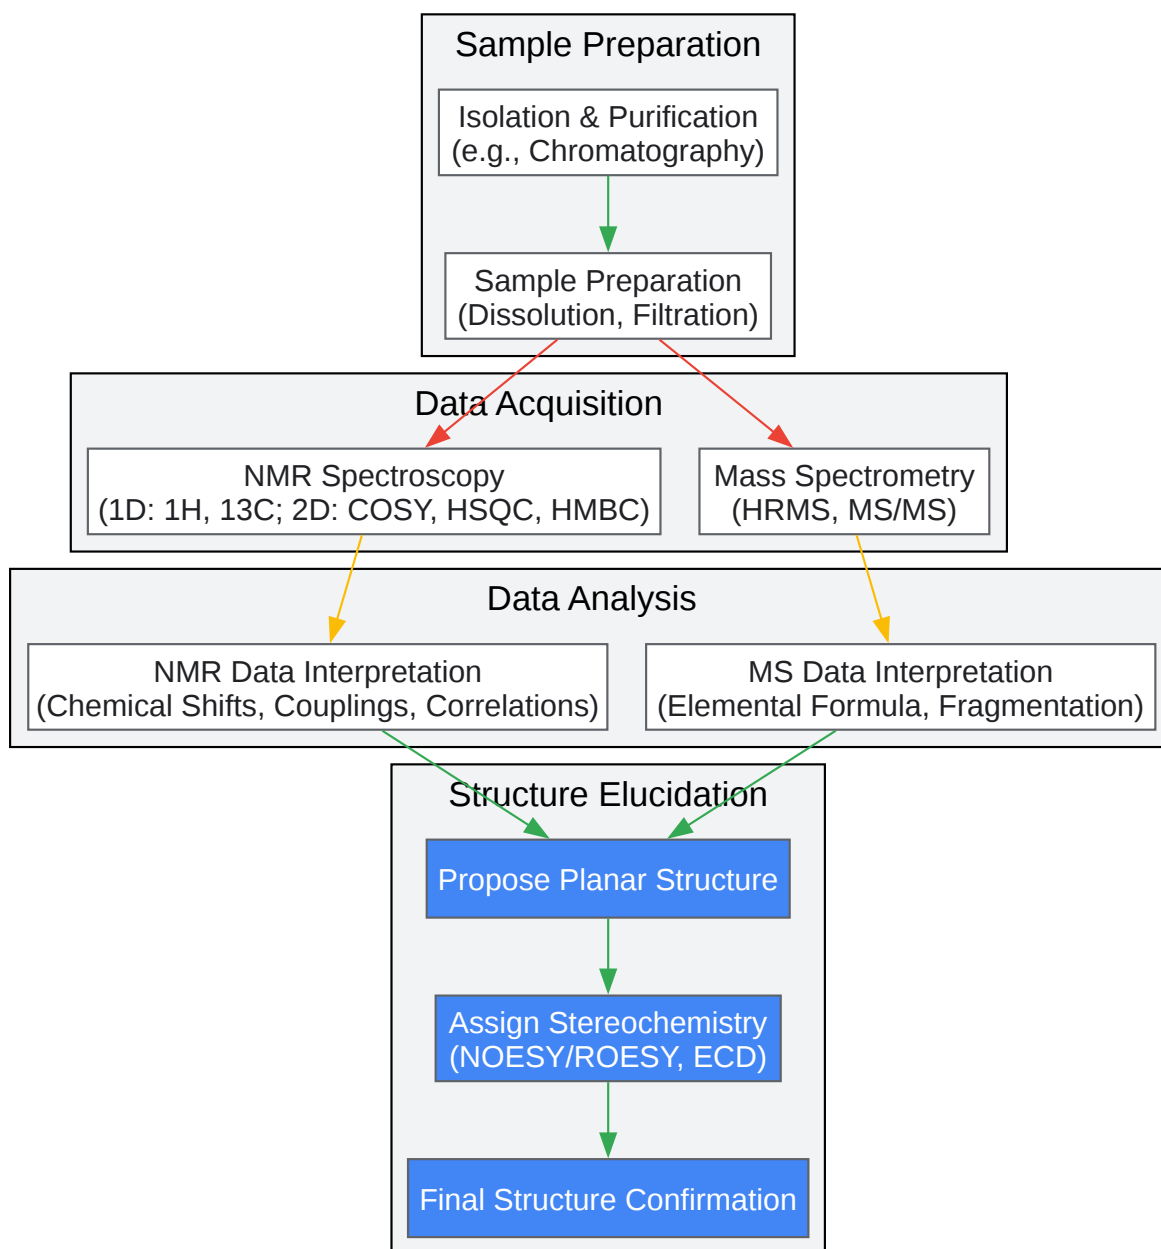 Sample Preparation
Isolation & Purification
(e.g., Chromatography)
Sample Preparation
(Dissolution, Filtration)
Data Acquisition
NMR Spectroscopy
(1D: 1H, 13C; 2D: COSY, HSQC, HMBC)
Mass Spectrometry
(HRMS, MS/MS)
Data Analysis
NMR Data Interpretation
(Chemical Shifts, Couplings, Correlations)
MS Data Interpretation
(Elemental Formula, Fragmentation)
Structure Elucidation
Propose Planar Structure
Assign Stereochemistry
(NOESY/ROESY, ECD)
Final Structure Confirmation